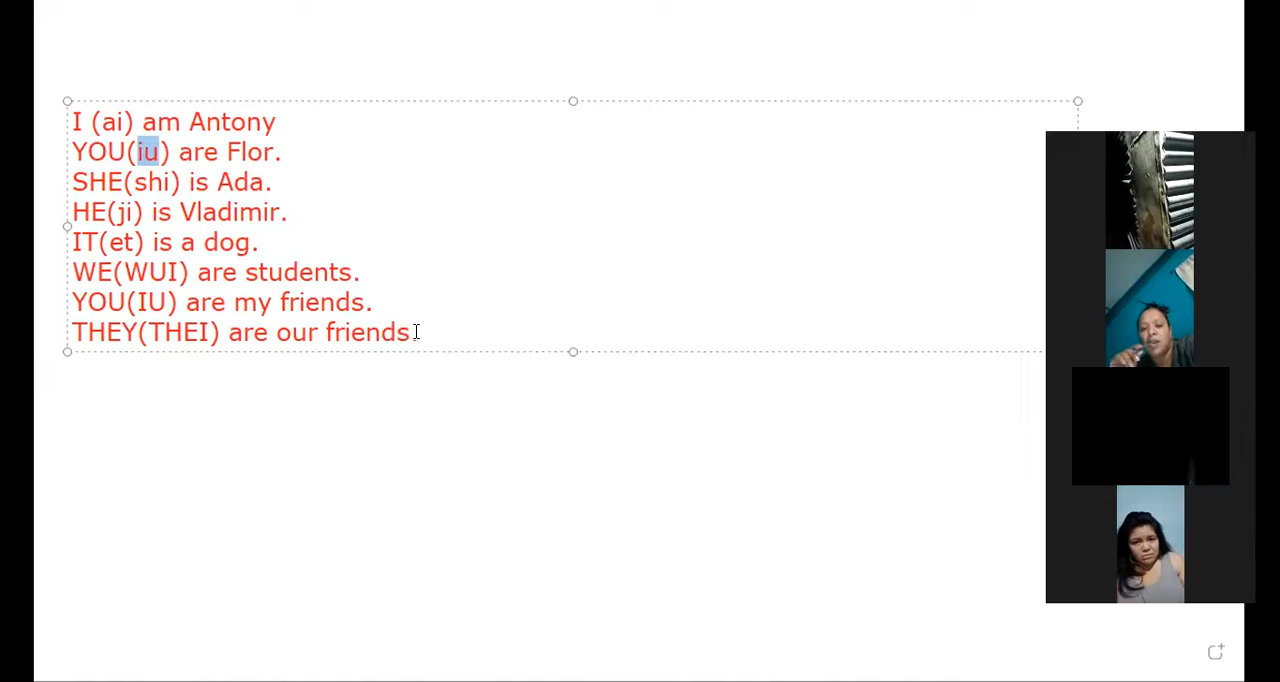 I (ai) am Antony
YOU(iu) are Flor.
SHE(shi) is Ada.
HE(ji) is Vladimir.
IT(et) is a dog.
WE(WUI) are students.
YOU(IU) are my friends.
THEY(THEI) are our friends.